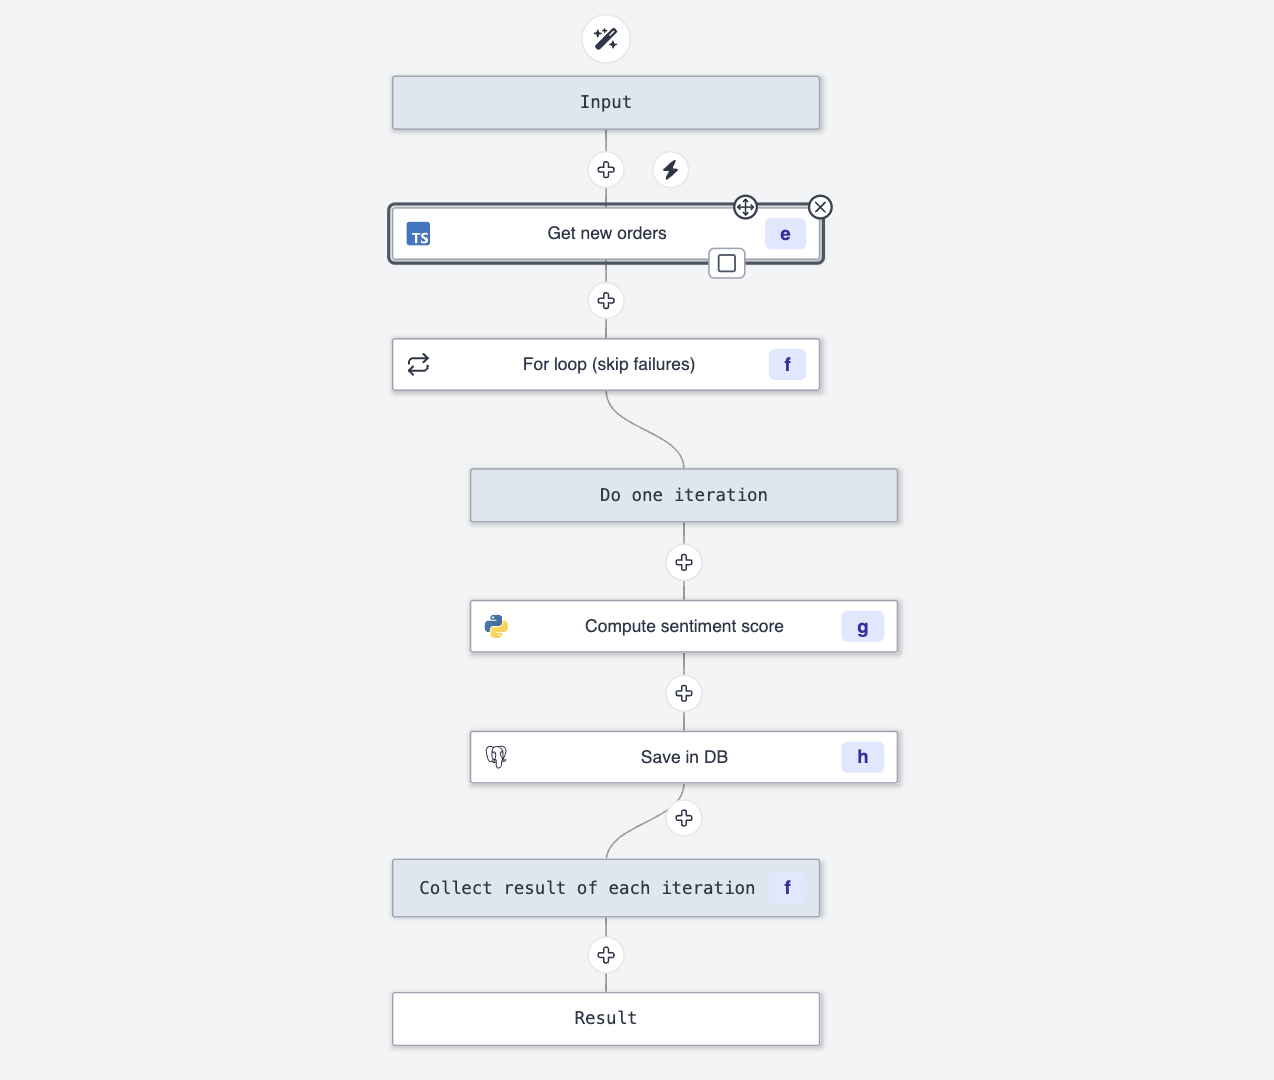 Input
TS
Get new orders
e
For loop (skip failures)
f
Do one iteration
Compute sentiment score
g
Save in DB
h
Collect result of each iteration
f
Result